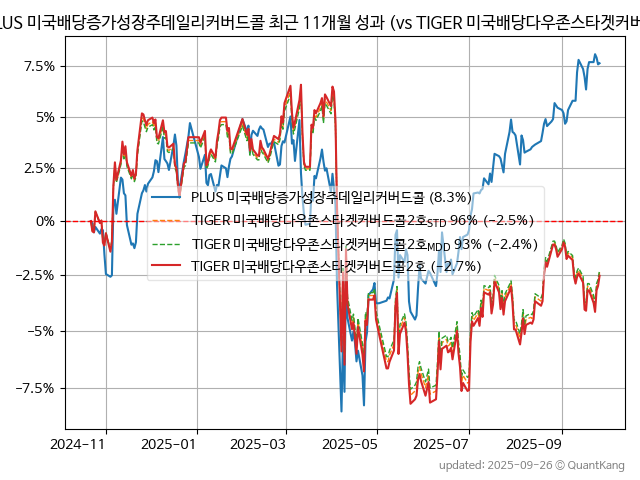 LUS 미국배당증가성장주데일리커버드콜 최근 11개월 성과 (vs TIGER 미국배당다우존스타겟커버
7.5%
5%
2.5%
0%
−2.5%
−5%
−7.5%
PLUS 미국배당증가성장주데일리커버드콜 (8.3%)
TIGER 미국배당다우존스타겟커버드콜2호STD 96% (−2.5%)
TIGER 미국배당다우존스타겟커버드콜2호MDD 93% (−2.4%)
TIGER 미국배당다우존스타겟커버드콜2호 (−2.7%)
2024−11
2025−01
2025−03
2025−05
2025−07
2025−09
updated: 2025-09-26 © QuantKang